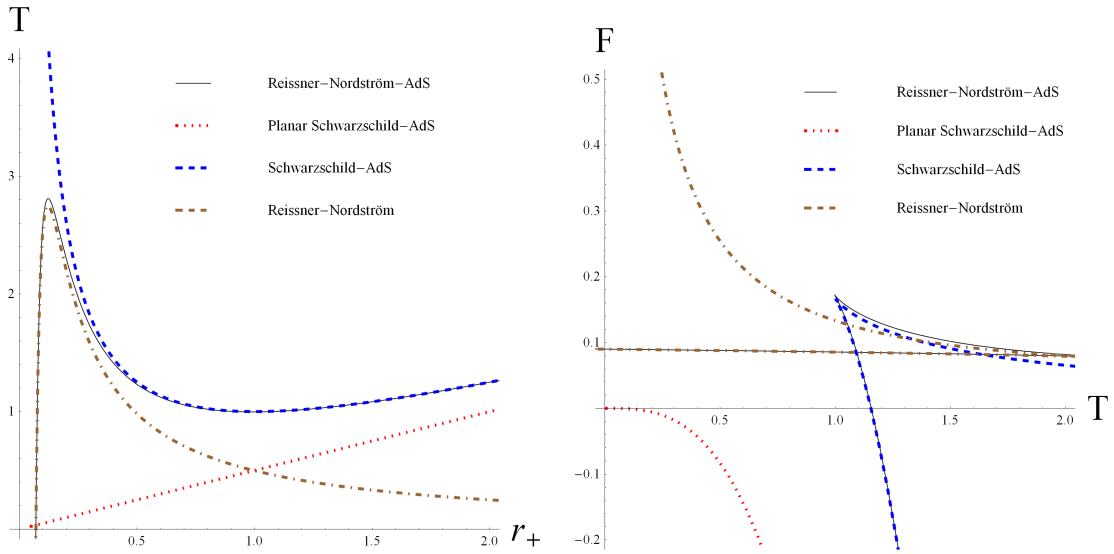 T
4
3
2
1
0.5
1.0
1.5
2.0
r+
Reissner−Nordström−AdS
Planar Schwarzschild−AdS
Schwarzschild−AdS
Reissner−Nordström
F
0.5
0.4
0.3
0.2
0.1
−0.1
−0.2
0.5
1.0
1.5
2.0
T
Reissner−Nordström−AdS
Planar Schwarzschild−AdS
Schwarzschild−AdS
Reissner−Nordström